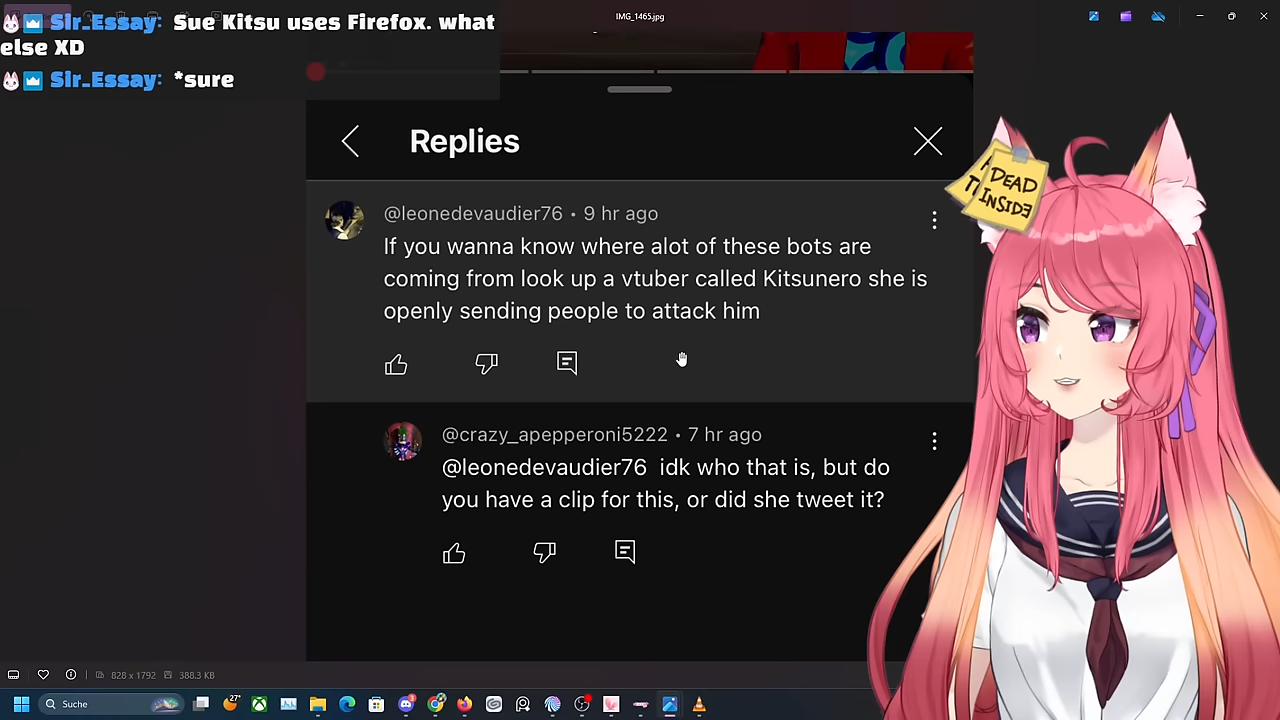 Sir_Essay: Sue Kitsu uses Firefox. what
else XD
Sir_Essay: *sure
IMG_1465.jpg
Replies
@leonedevaudier76 • 9 hr ago
If you wanna know where alot of these bots are
coming from look up a vtuber called Kitsunero she is
openly sending people to attack him
@crazy_apepperoni5222 • 7 hr ago
@leonedevaudier76 idk who that is, but do
you have a clip for this, or did she tweet it?
DEAD
INSIDE
828 x 1792
388.3 KB
Suche
27°